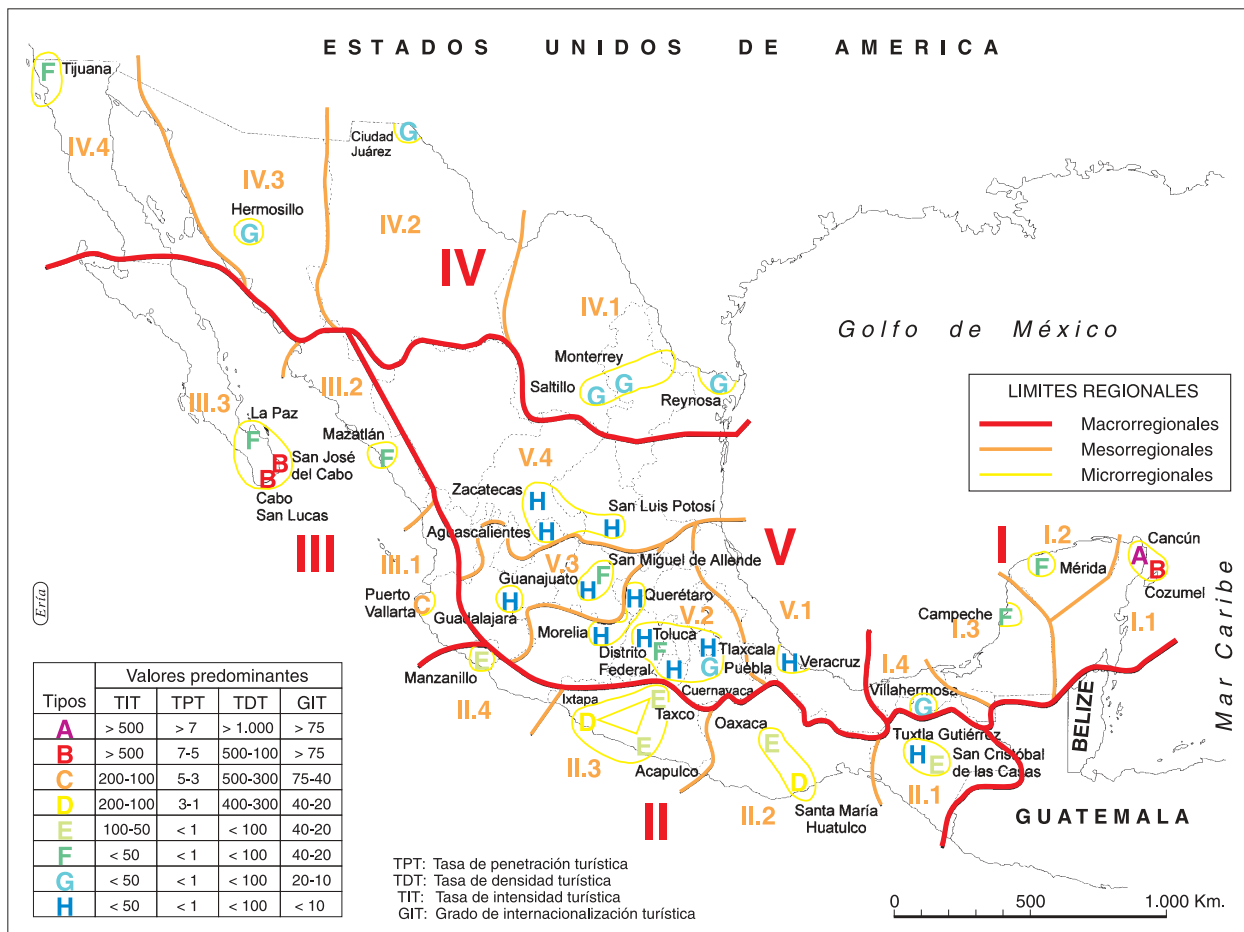 ESTADOS UNIDOS DE AMERICA
F Tijuana
Ciudad
Juárez
G
IV.4
IV.3
Hermosillo
G
IV.2
IV
IV.1
Golfo de México
Monterrey
Saltillo
G G
Reynosa
G
LIMITES REGIONALES
Macrorregionales
Mesorregionales
Microrregionales
III.2
III.3
La Paz
F
B San José
del Cabo
B
Cabo
San Lucas
Mazatlán
F
III
V.4
Zacatecas
H
San Luis Potosí
H
Aguascalientes
H
V
III.1
Puerto
Vallarta
C
V.3
San Miguel de Allende
Guanajuato
H F
Guadalajara
H
H Querétaro
V.2
V.1
Morelia
H
H Toluca
Distrito
Federal
F
H
H Tlaxcala
G Puebla
Cuernavaca
H Veracruz
I
I.2
Cancún
A
B
Cozumel
F Mérida
Campeche F
I.3
I.1
I.4
Villahermosa
G
Mar Caribe
BELIZE
GUATEMALA
Manzanillo
E
II.4
Ixtapa
D
E
Taxco
E
Acapulco
II.3
Oaxaca
E
D
Santa María
Huatulco
II.2
II
Tuxtla Gutiérrez
H E
San Cristóbal
de las Casas
II.1
Ería
Tipos Valores predominantes
TIT TPT TDT GIT
A > 500 > 7 > 1.000 > 75
B > 500 7-5 500-100 > 75
C 200-100 5-3 500-300 75-40
D 200-100 3-1 400-300 40-20
E 100-50 < 1 < 100 40-20
F < 50 < 1 < 100 40-20
G < 50 < 1 < 100 20-10
H < 50 < 1 < 100 < 10
TPT: Tasa de penetración turística
TDT: Tasa de densidad turística
TIT: Tasa de intensidad turística
GIT: Grado de internacionalización turística
0 500 1.000 Km.